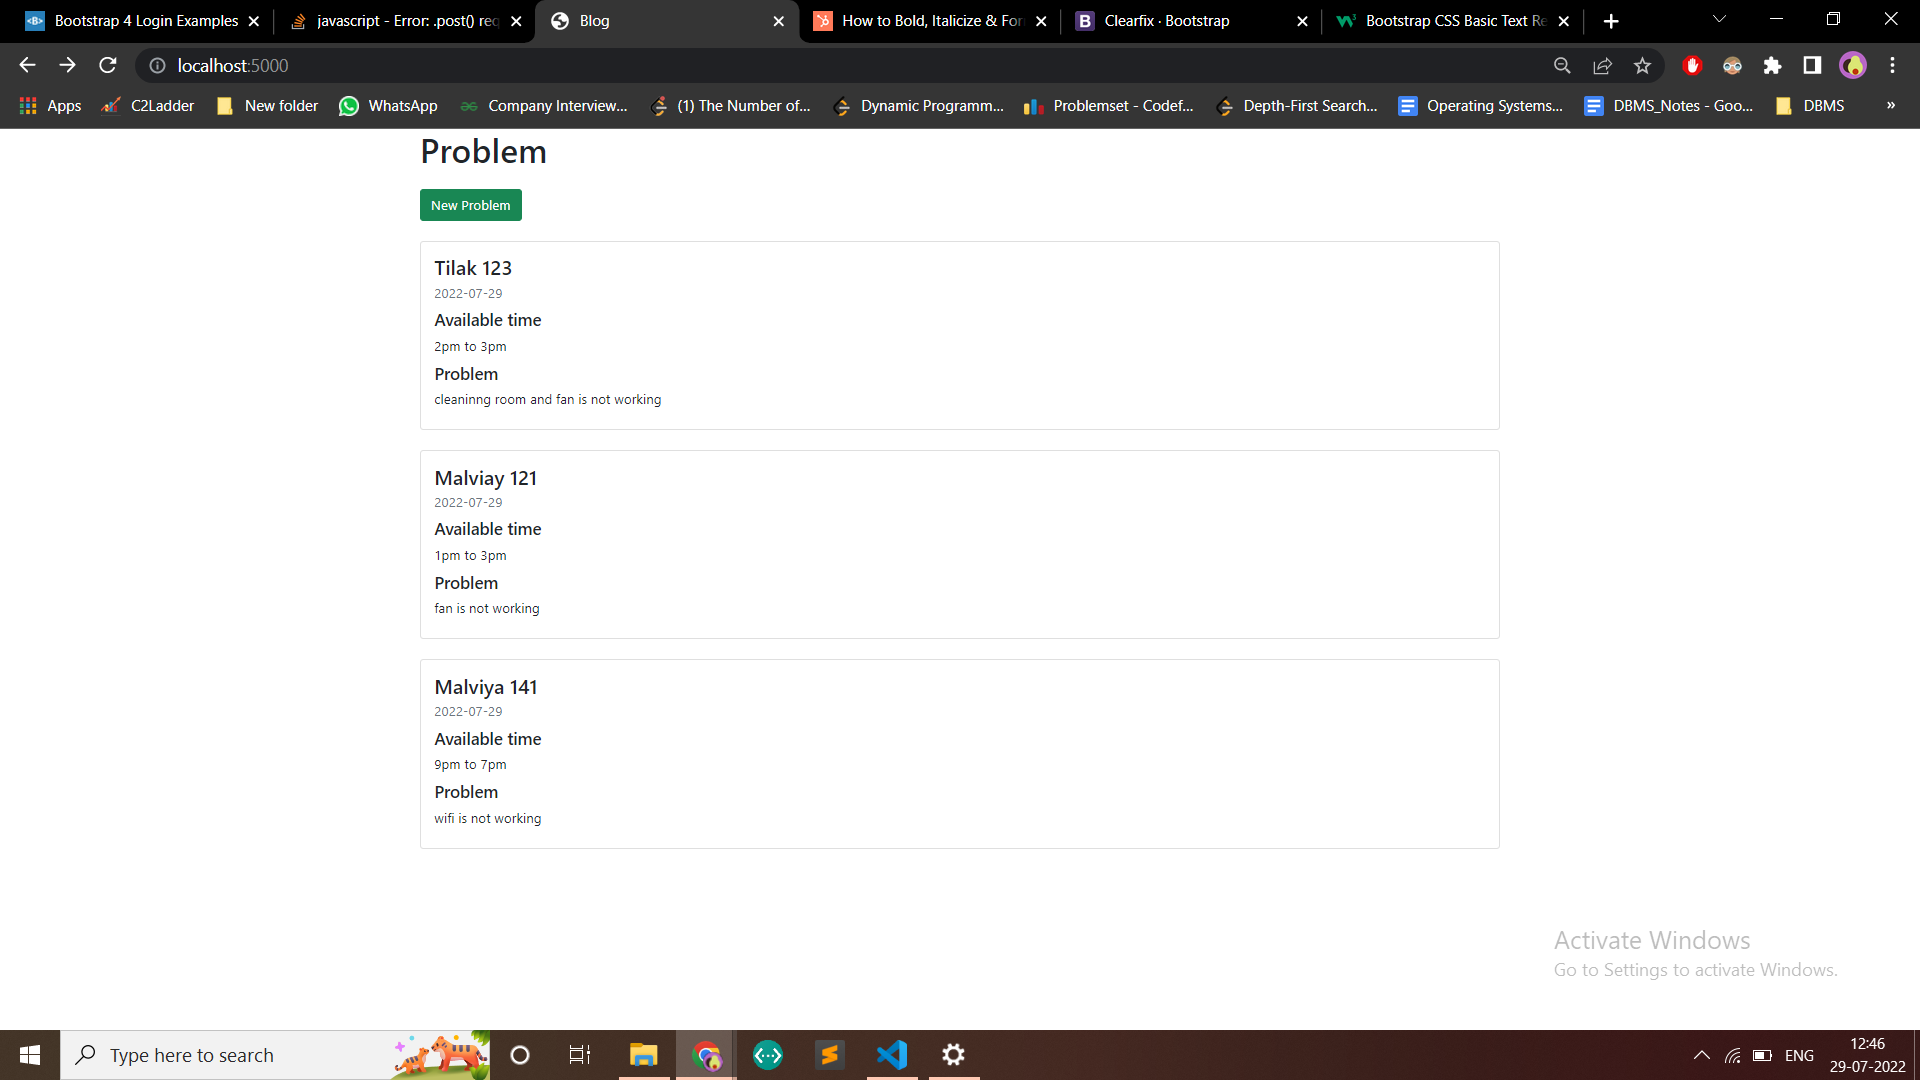 Bootstrap 4 Login Examples
javascript - Error: .post() req
Blog
How to Bold, Italicize & For
Clearfix · Bootstrap
Bootstrap CSS Basic Text Re
localhost:5000
Apps
C2Ladder
New folder
WhatsApp
Company Interview...
(1) The Number of...
Dynamic Programm...
Problemset - Codef...
Depth-First Search...
Operating Systems...
DBMS_Notes - Goo...
DBMS
»
Problem
New Problem
Tilak 123
2022-07-29
Available time
2pm to 3pm
Problem
cleaninng room and fan is not working
Malviay 121
2022-07-29
Available time
1pm to 3pm
Problem
fan is not working
Malviya 141
2022-07-29
Available time
9pm to 7pm
Problem
wifi is not working
Activate Windows
Go to Settings to activate Windows.
Type here to search
ENG
12:46
29-07-2022